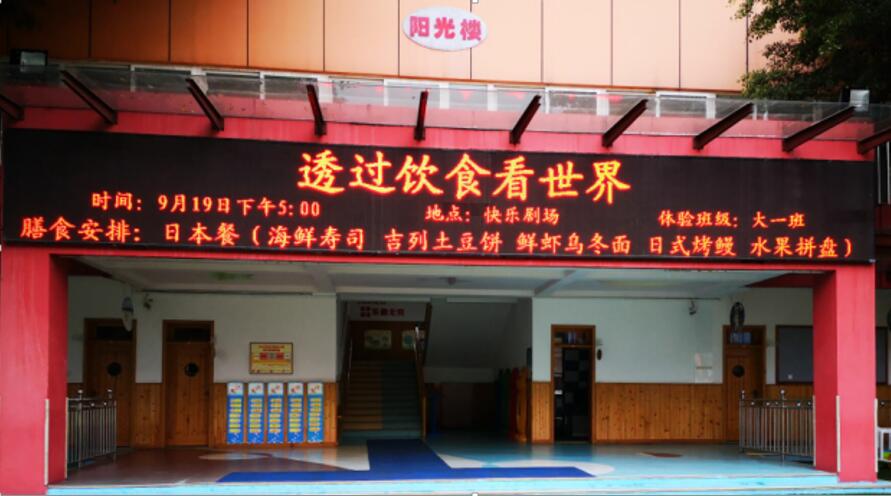 阳光楼
透过饮食看世界
时间：9月19日下午5:00 地点：快乐剧场 体验班级：大一班
膳食安排：日本餐（海鲜寿司 吉列土豆饼 鲜虾乌冬面 日式烤鳗 水果拼盘）